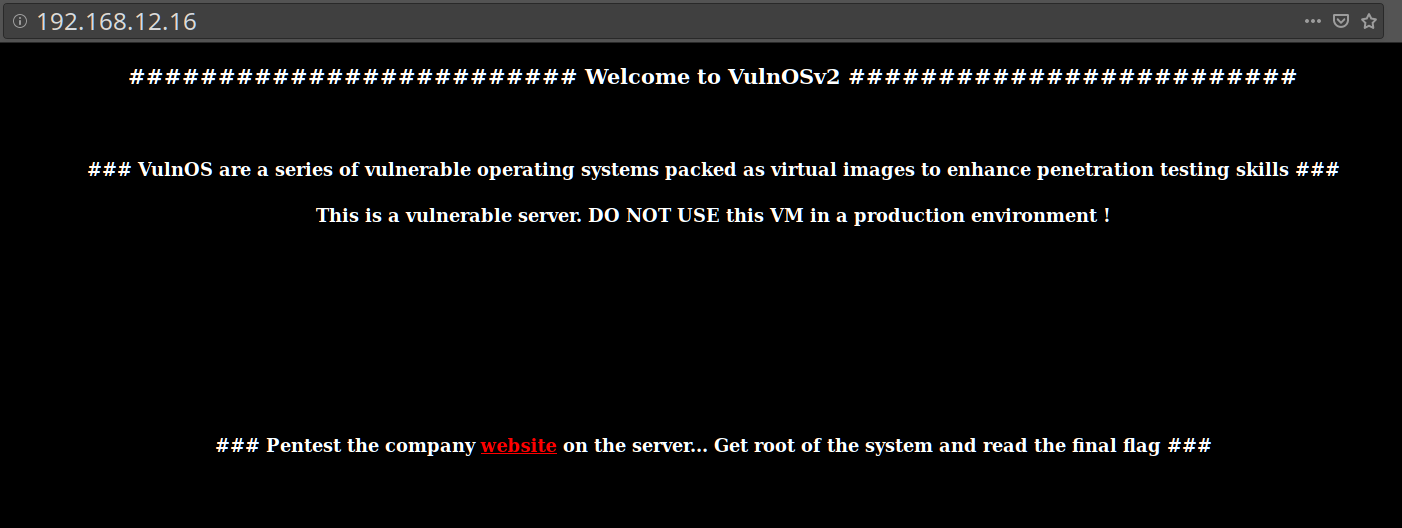 192.168.12.16
######################### Welcome to VulnOSv2 #########################
### VulnOS are a series of vulnerable operating systems packed as virtual images to enhance penetration testing skills ###
This is a vulnerable server. DO NOT USE this VM in a production environment !
### Pentest the company website on the server... Get root of the system and read the final flag ###